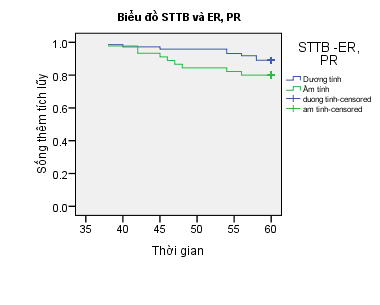 Biểu đồ STTB và ER, PR
STTB -ER,
PR
Dương tính
Âm tính
duong tinh-censored
am tinh-censored
Sống thêm tích lũy
1.0
0.8
0.6
0.4
0.2
0.0
35 40 45 50 55 60
Thời gian